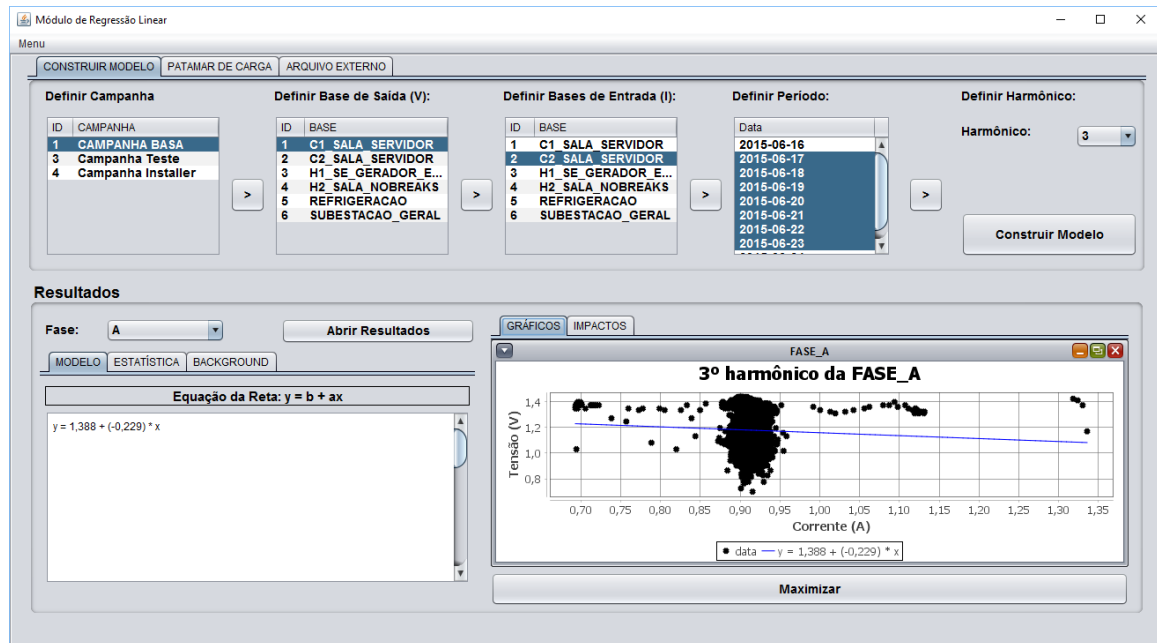 Módulo de Regressão Linear
Menu
CONSTRUIR MODELO PATAMAR DE CARGA ARQUIVO EXTERNO
Definir Campanha
ID CAMPANHA
1 CAMPANHA BASA
3 Campanha Teste
4 Campanha Installer
>
Definir Base de Saída (V):
ID BASE
1 C1_SALA_SERVIDOR
2 C2_SALA_SERVIDOR
3 H1_SE_GERADOR_E...
4 H2_SALA_NOBREAKS
5 REFRIGERACAO
6 SUBESTACAO_GERAL
>
Definir Bases de Entrada (I):
ID BASE
1 C1_SALA_SERVIDOR
2 C2_SALA_SERVIDOR
3 H1_SE_GERADOR_E...
4 H2_SALA_NOBREAKS
5 REFRIGERACAO
6 SUBESTACAO_GERAL
>
Definir Período:
Data
2015-06-16
2015-06-17
2015-06-18
2015-06-19
2015-06-20
2015-06-21
2015-06-22
2015-06-23
>
Definir Harmônico:
Harmônico: 3
Construir Modelo
Resultados
Fase: A
Abrir Resultados
MODELO ESTATÍSTICA BACKGROUND
Equação da Reta: y = b + ax
y = 1,388 + (-0,229) * x
GRÁFICOS IMPACTOS
FASE_A
3º harmônico da FASE_A
Tensão (V)
1,4
1,2
1,0
0,8
0,70 0,75 0,80 0,85 0,90 0,95 1,00 1,05 1,10 1,15 1,20 1,25 1,30 1,35
Corrente (A)
data y = 1,388 + (-0,229) * x
Maximizar